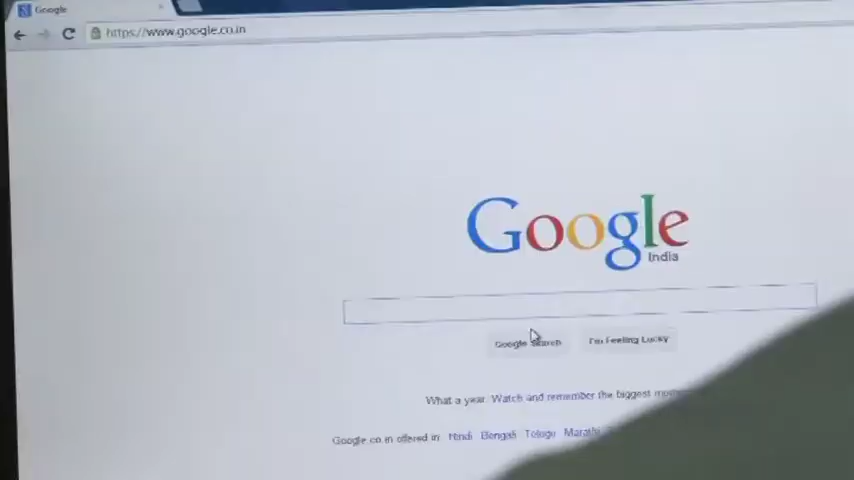 Google
https://www.google.co.in
Google
India
Google Search I'm Feeling Lucky
What a year. Watch and remember the biggest
Google.co.in offered in Hindi Bengali Telugu Marathi